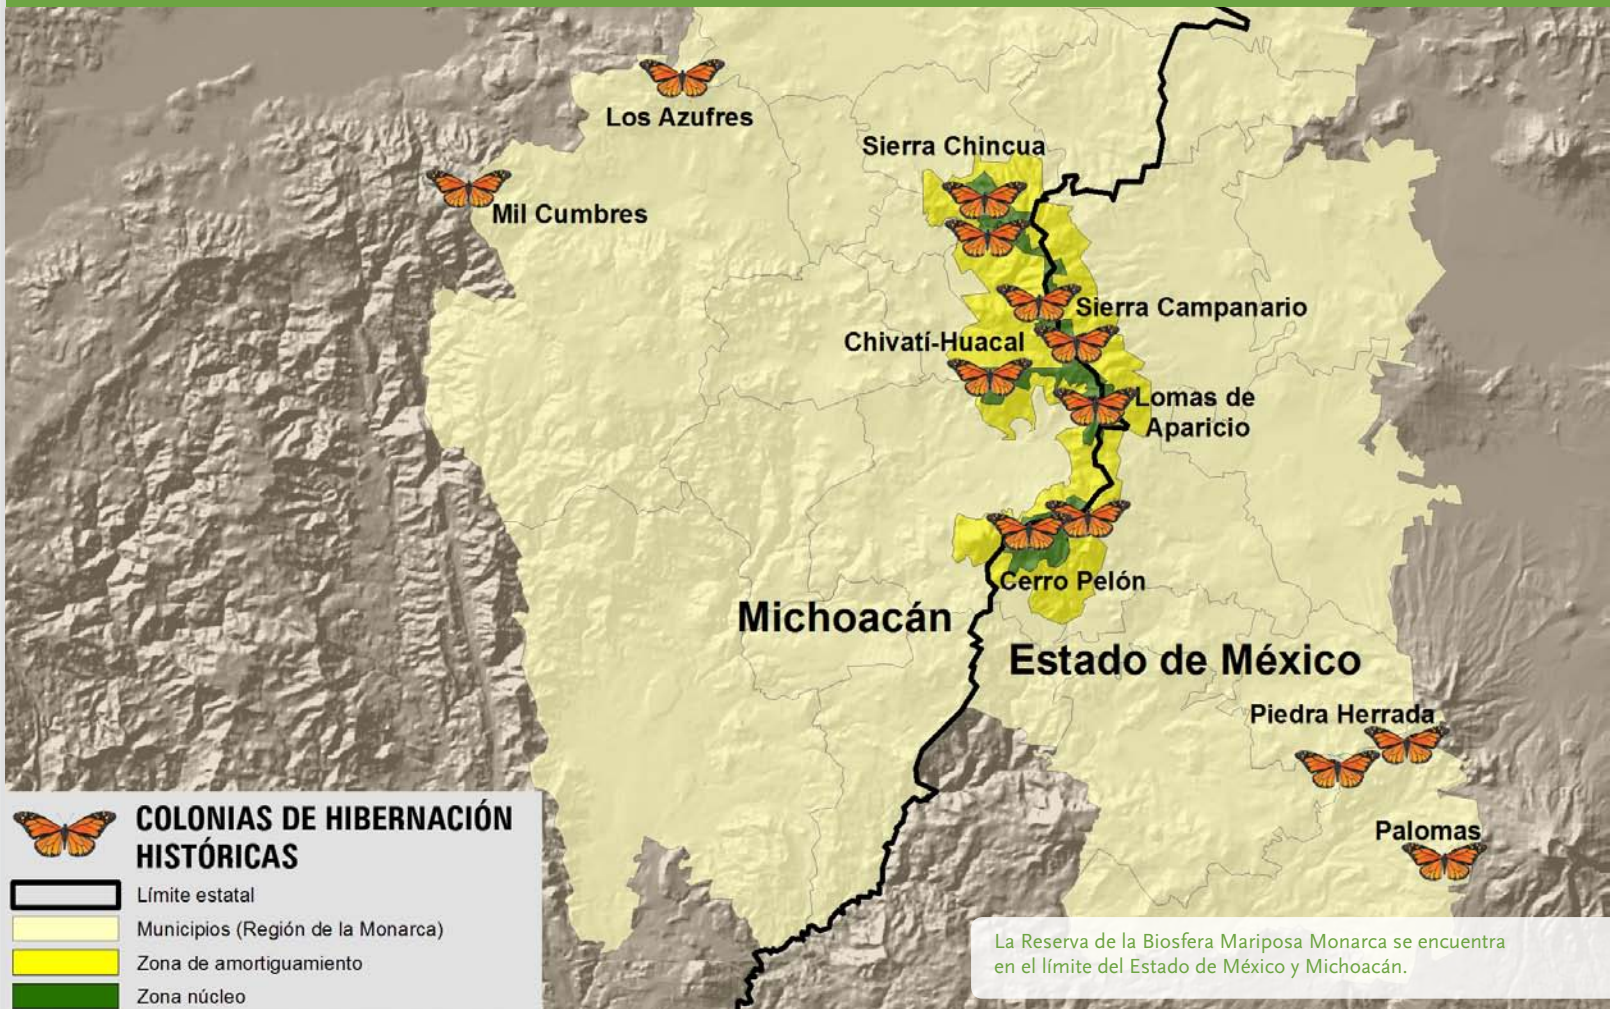 Los Azufres
Sierra Chincua
Mil Cumbres
Sierra Campanario
Chivatí-Huacal
Lomas de
Aparicio
Cerro Pelón
Michoacán
Estado de México
Piedra Herrada
Palomas
COLONIAS DE HIBERNACIÓN
HISTÓRICAS
Límite estatal
Municipios (Región de la Monarca)
Zona de amortiguamiento
Zona núcleo
La Reserva de la Biosfera Mariposa Monarca se encuentra
en el límite del Estado de México y Michoacán.